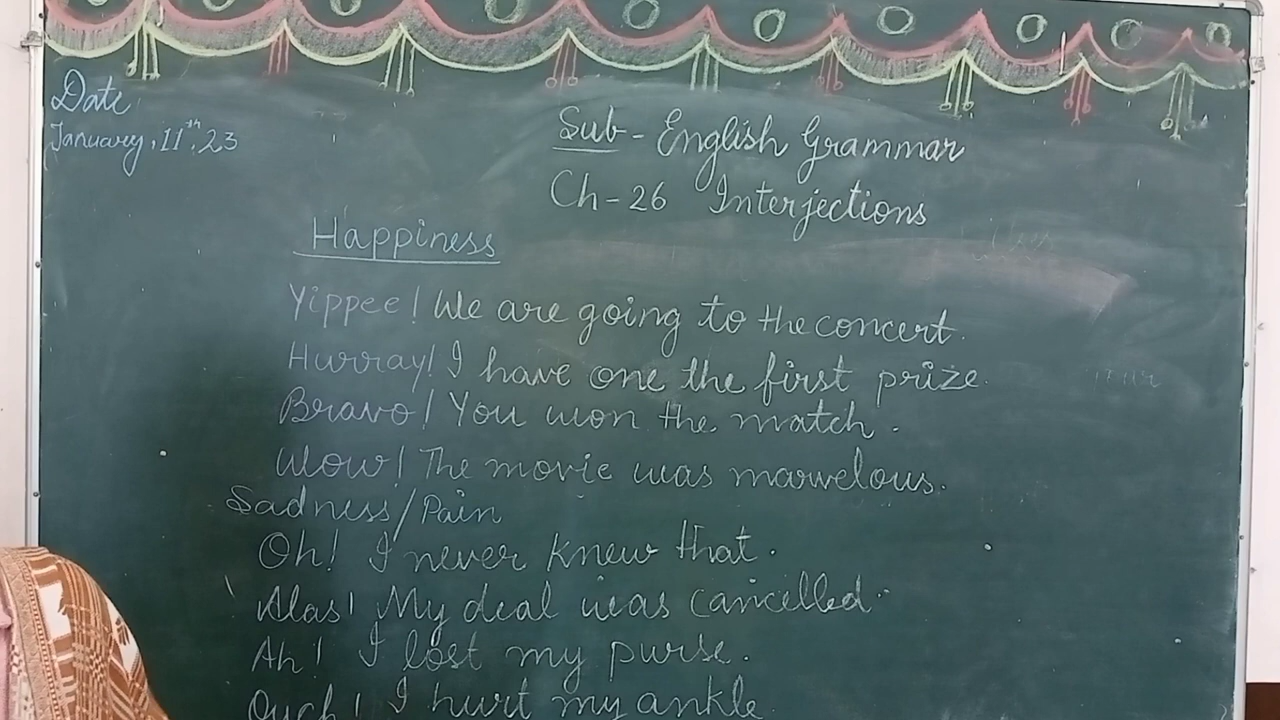 Date
January, 11th, 23
Sub - English Grammar
Ch-26 Interjections
Happiness
Yippee! We are going to the concert.
Hurray! I have one the first prize.
Bravo! You won the match.
Wow! The movie was marvelous.
Sadness/Pain
Oh! I never knew that.
Alas! My deal was cancelled.
Ah! I lost my purse.
Ouch! I hurt my ankle